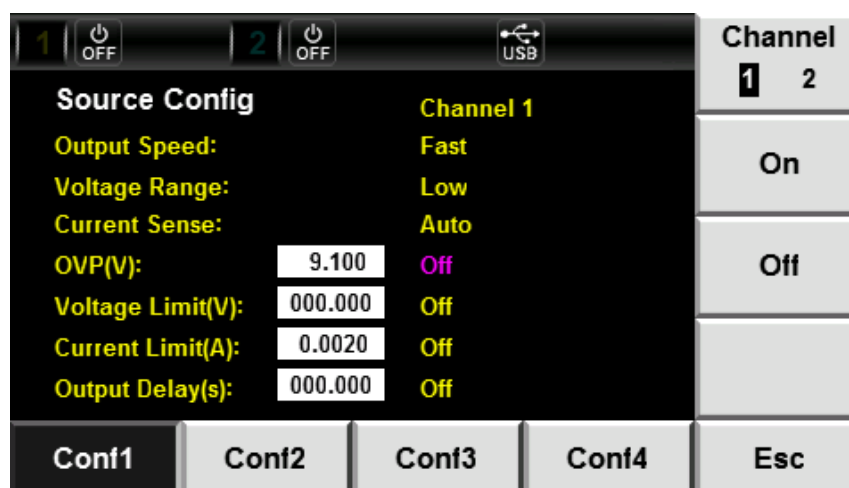 1 OFF 2 OFF USB
Channel
1 2
Source Config Channel 1
Output Speed: Fast
Voltage Range: Low
Current Sense: Auto
OVP(V): 9.100 Off
Voltage Limit(V): 000.000 Off
Current Limit(A): 0.0020 Off
Output Delay(s): 000.000 Off
On
Off
Conf1 Conf2 Conf3 Conf4 Esc